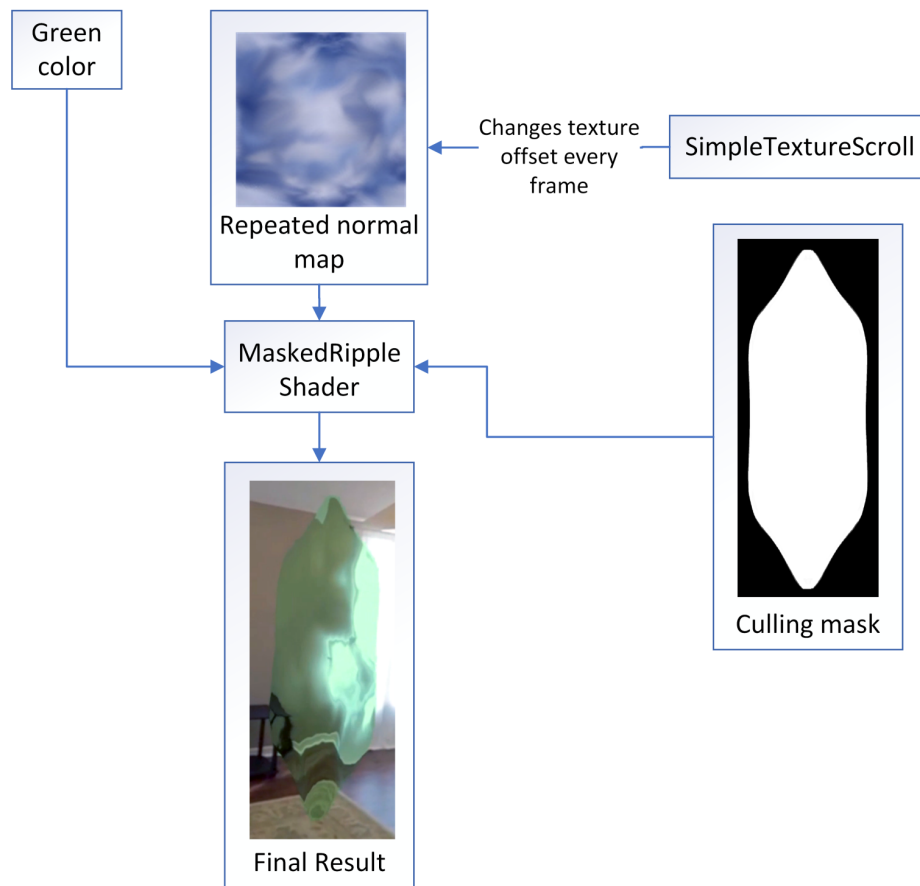 Green
color
Repeated normal
map
Changes texture
offset every
frame
SimpleTextureScroll
MaskedRipple
Shader
Culling mask
Final Result